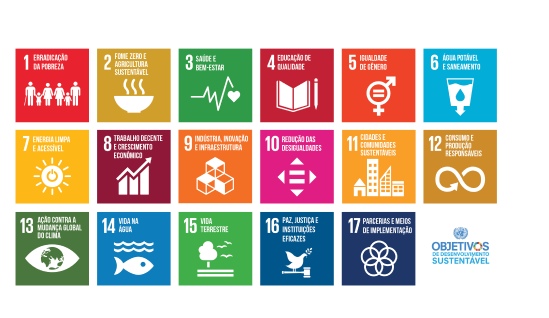 1 ERRADICAÇÃO
DA POBREZA
2 FOME ZERO E
AGRICULTURA
SUSTENTÁVEL
3 SAÚDE E
BEM-ESTAR
4 EDUCAÇÃO DE
QUALIDADE
5 IGUALDADE
DE GÊNERO
6 ÁGUA POTÁVEL
E SANEAMENTO
7 ENERGIA LIMPA
E ACESSÍVEL
8 TRABALHO DECENTE
E CRESCIMENTO
ECONÔMICO
9 INDÚSTRIA, INOVAÇÃO
E INFRAESTRUTURA
10 REDUÇÃO DAS
DESIGUALDADES
11 CIDADES E
COMUNIDADES
SUSTENTÁVEIS
12 CONSUMO E
PRODUÇÃO
RESPONSÁVEIS
13 AÇÃO CONTRA A
MUDANÇA GLOBAL
DO CLIMA
14 VIDA NA
ÁGUA
15 VIDA
TERRESTRE
16 PAZ, JUSTIÇA E
INSTITUIÇÕES
EFICAZES
17 PARCERIAS E MEIOS
DE IMPLEMENTAÇÃO
OBJETIVOS
DE DESENVOLVIMENTO
SUSTENTÁVEL